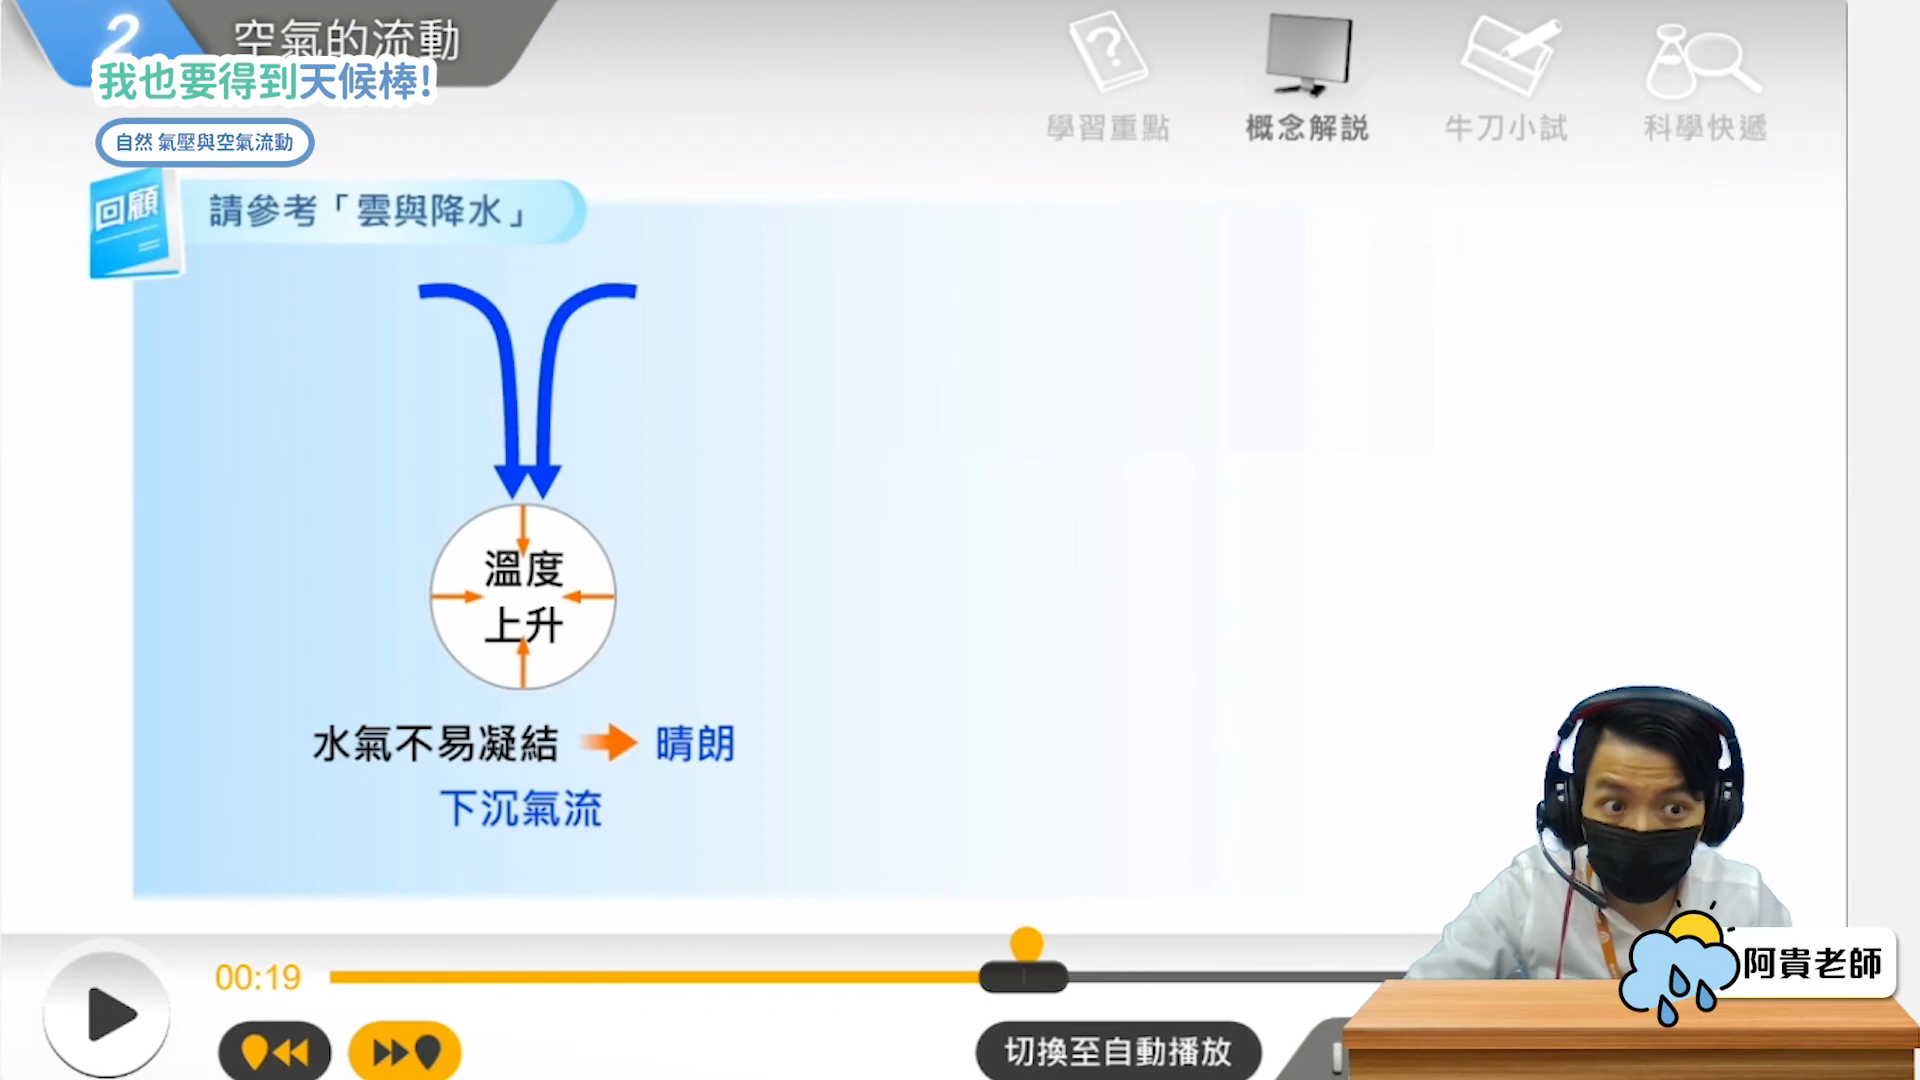 2
空氣的流動
我也要得到天候棒!
自然 氣壓與空氣流動
學習重點
概念解說
牛刀小試
科學快遞
回顧
請參考「雲與降水」
溫度
上升
水氣不易凝結
晴朗
下沉氣流
阿貴老師
00:19
切換至自動播放